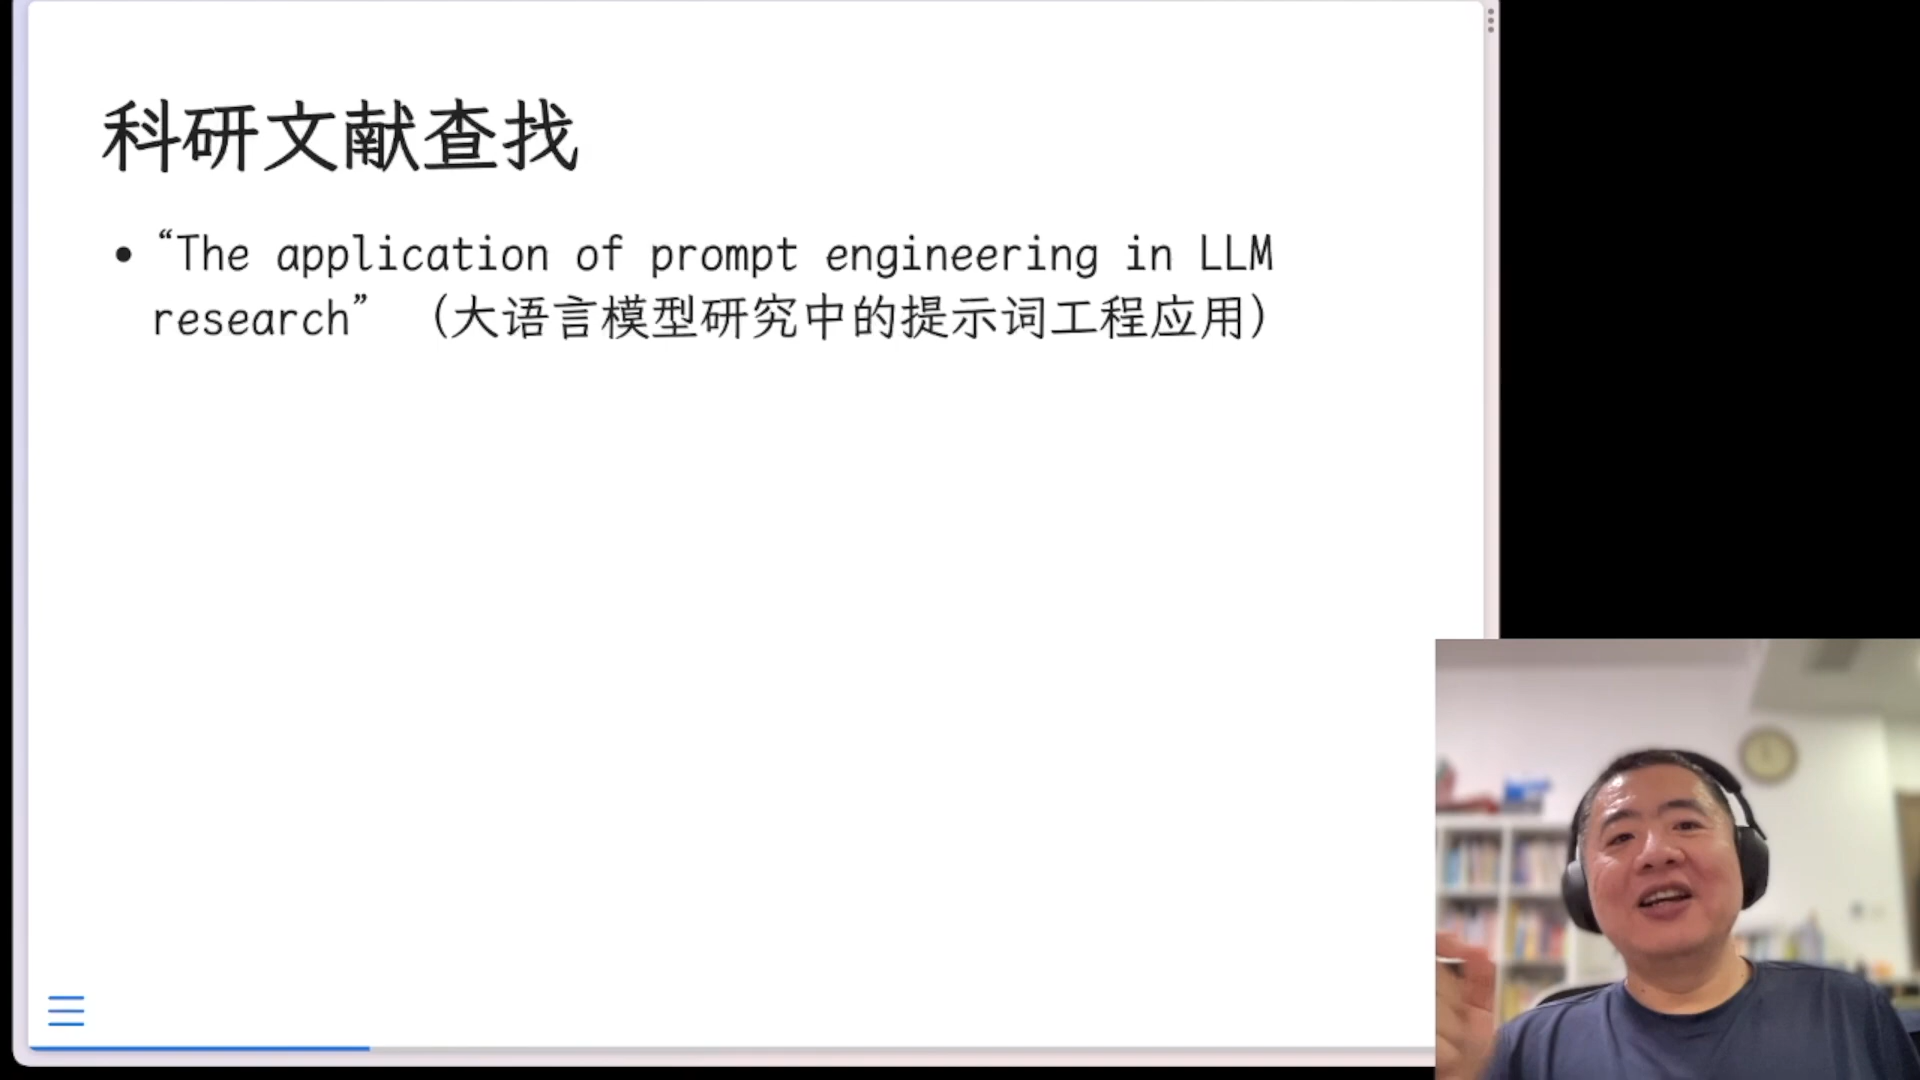 科研文献查找
• “The application of prompt engineering in LLM
research” （大语言模型研究中的提示词工程应用）